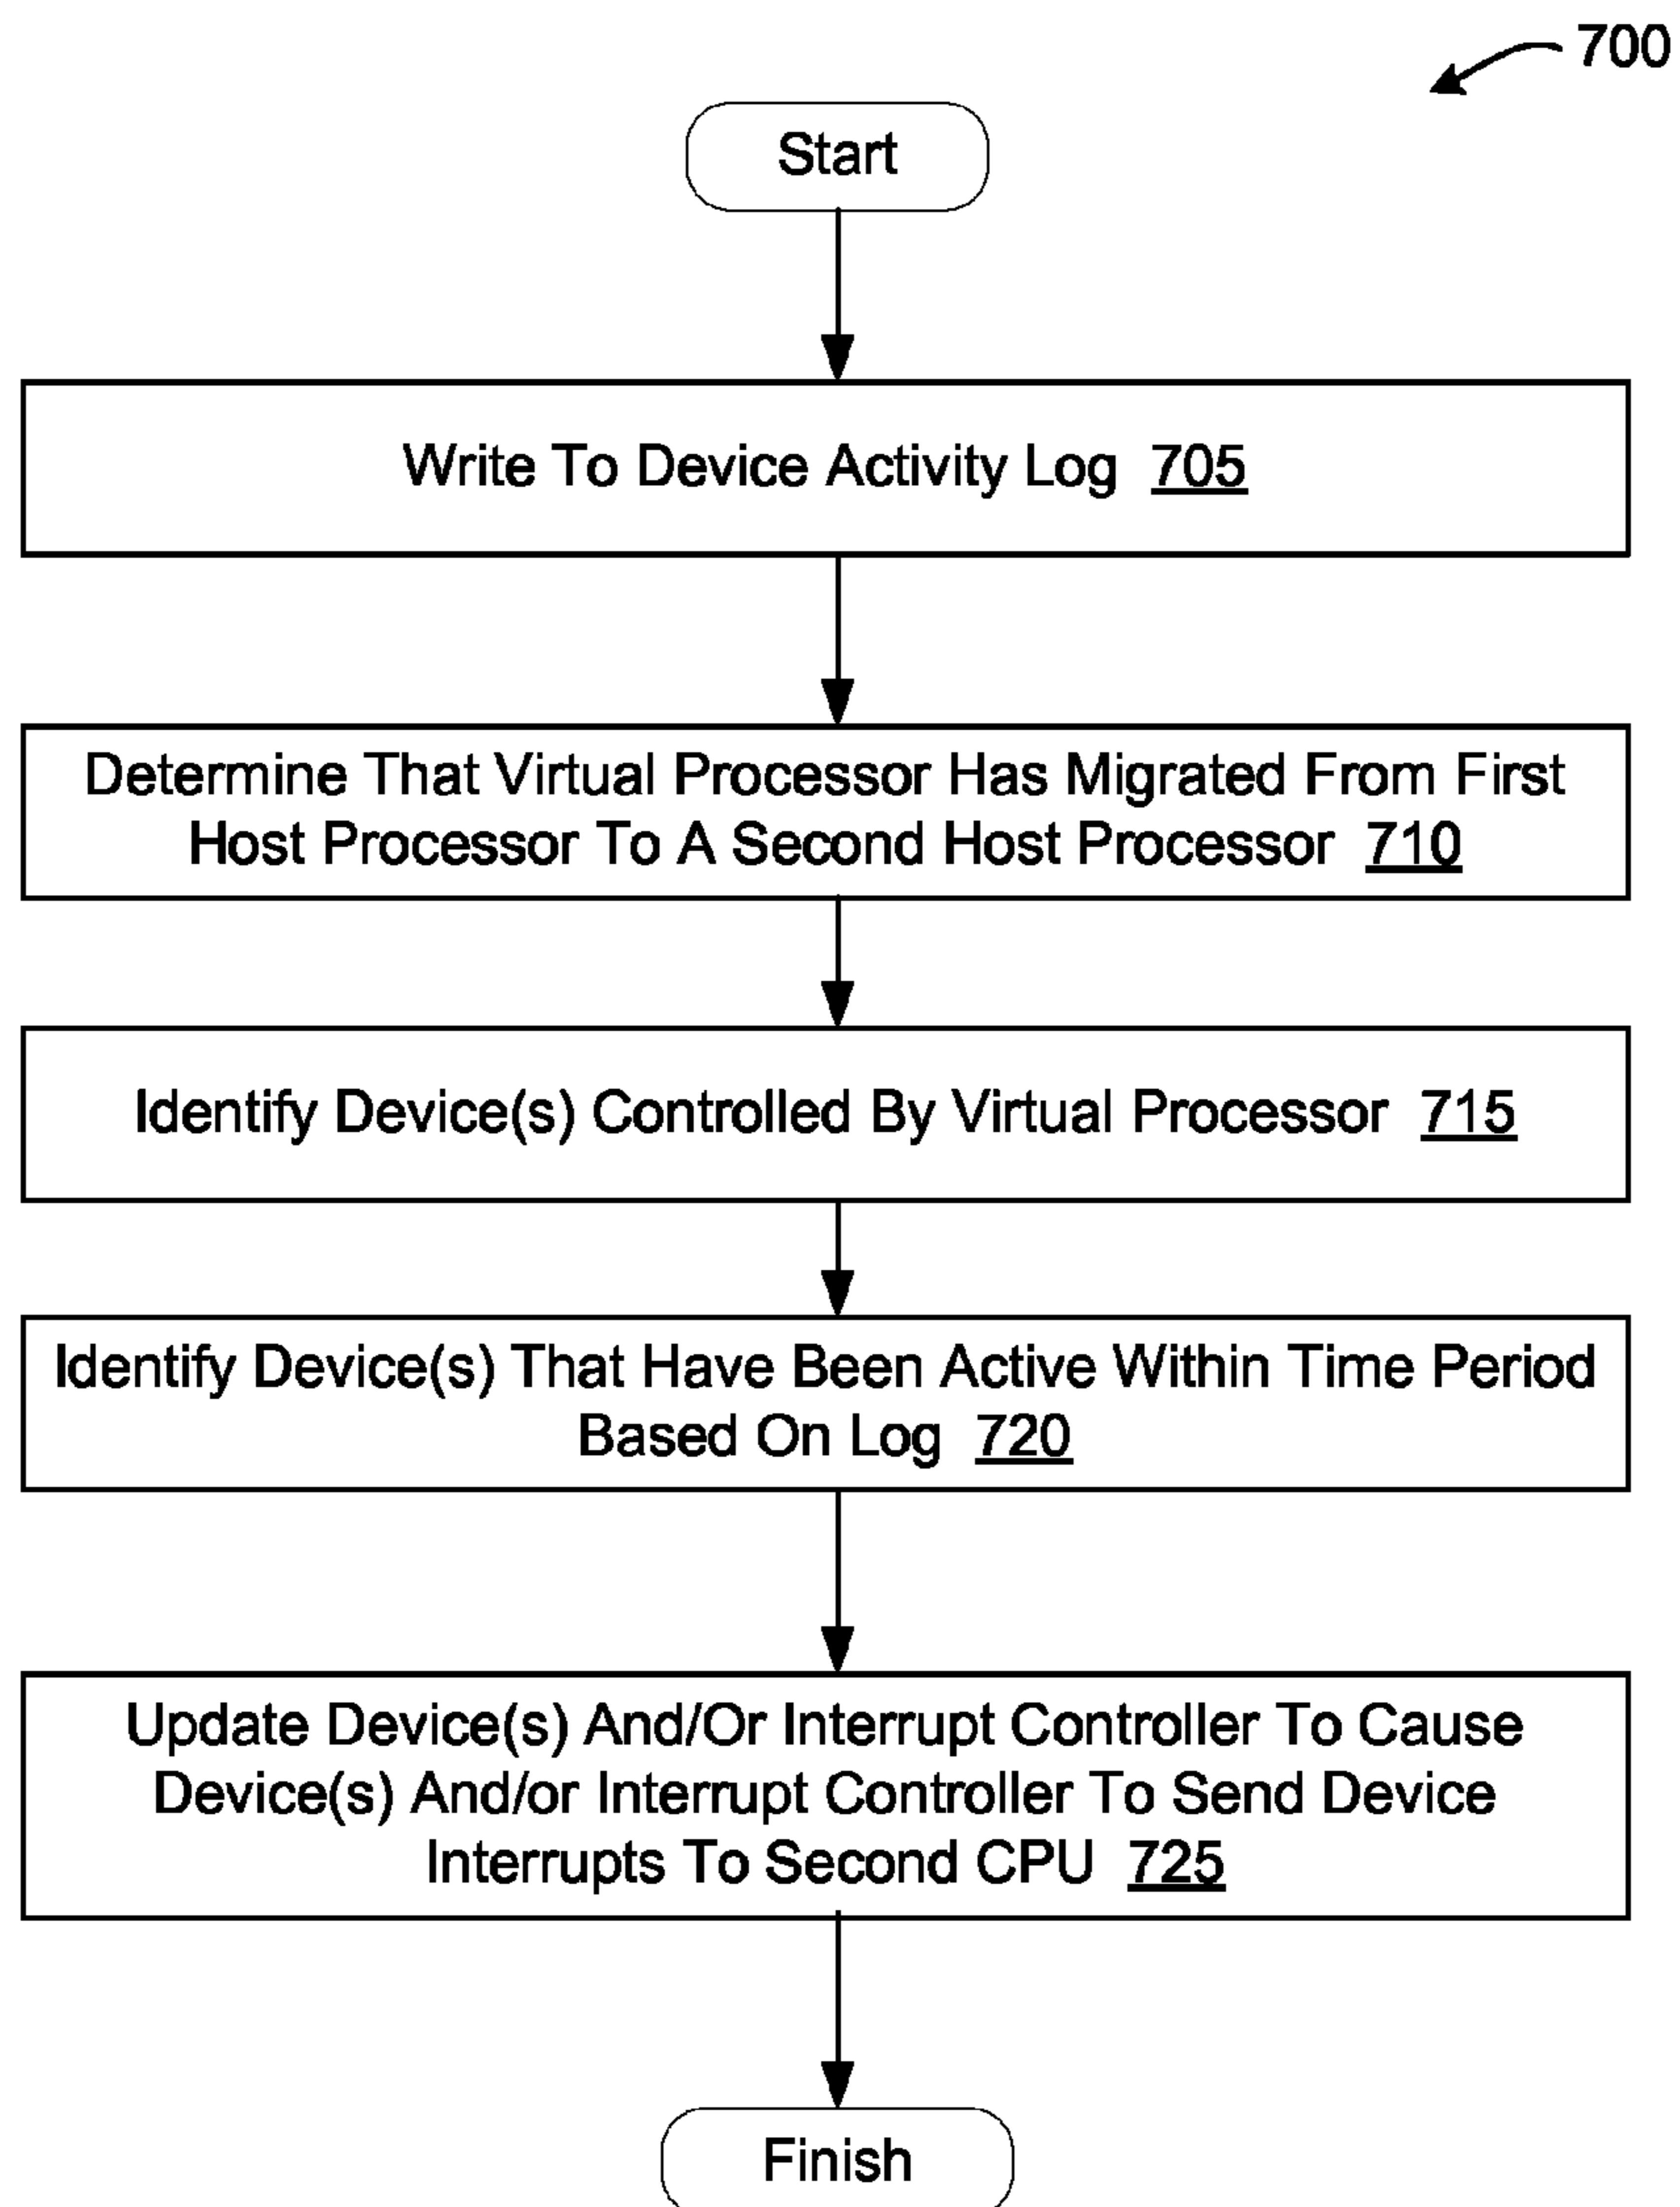 700
Start
Write To Device Activity Log 705
Determine That Virtual Processor Has Migrated From First
Host Processor To A Second Host Processor 710
Identify Device(s) Controlled By Virtual Processor 715
Identify Device(s) That Have Been Active Within Time Period
Based On Log 720
Update Device(s) And/Or Interrupt Controller To Cause
Device(s) And/or Interrupt Controller To Send Device
Interrupts To Second CPU 725
Finish